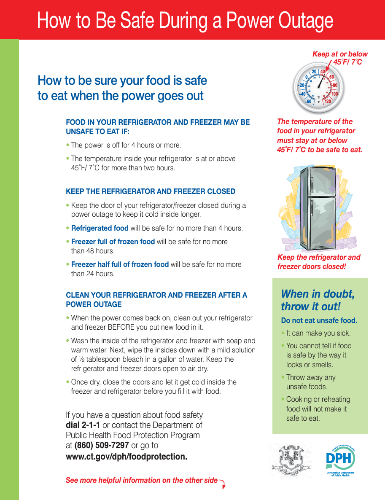 How to Be Safe During a Power Outage
How to be sure your food is safe
to eat when the power goes out
FOOD IN YOUR REFRIGERATOR AND FREEZER MAY BE
UNSAFE TO EAT IF:
• The power is off for 4 hours or more.
• The temperature inside your refrigerator is at or above
45˚F/ 7˚C for more than two hours.
KEEP THE REFRIGERATOR AND FREEZER CLOSED
• Keep the door of your refrigerator/freezer closed during a
power outage to keep it cold inside longer.
• Refrigerated food will be safe for no more than 4 hours.
• Freezer full of frozen food will be safe for no more
than 48 hours.
• Freezer half full of frozen food will be safe for no more
than 24 hours.
CLEAN YOUR REFRIGERATOR AND FREEZER AFTER A
POWER OUTAGE
• When the power comes back on, clean out your refrigerator
and freezer BEFORE you put new food in it.
• Wash the inside of the refrigerator and freezer with soap and
warm water. Next, wipe the insides down with a mild solution
of ½ tablespoon bleach in a gallon of water. Keep the
refrigerator and freezer doors open to air dry.
• Once dry, close the doors and let it get cold inside the
freezer and refrigerator before you fill it with food.
If you have a question about food safety
dial 2-1-1 or contact the Department of
Public Health Food Protection Program
at (860) 509-7297 or go to
www.ct.gov/dph/foodprotection.
See more helpful information on the other side
Keep at or below
45˚F/ 7˚C
The temperature of the
food in your refrigerator
must stay at or below
45˚F/ 7˚C to be safe to eat.
Keep the refrigerator and
freezer doors closed!
When in doubt,
throw it out!
Do not eat unsafe food.
• It can make you sick.
• You cannot tell if food
is safe by the way it
looks or smells.
• Throw away any
unsafe foods.
• Cooking or reheating
food will not make it
safe to eat.
DPH